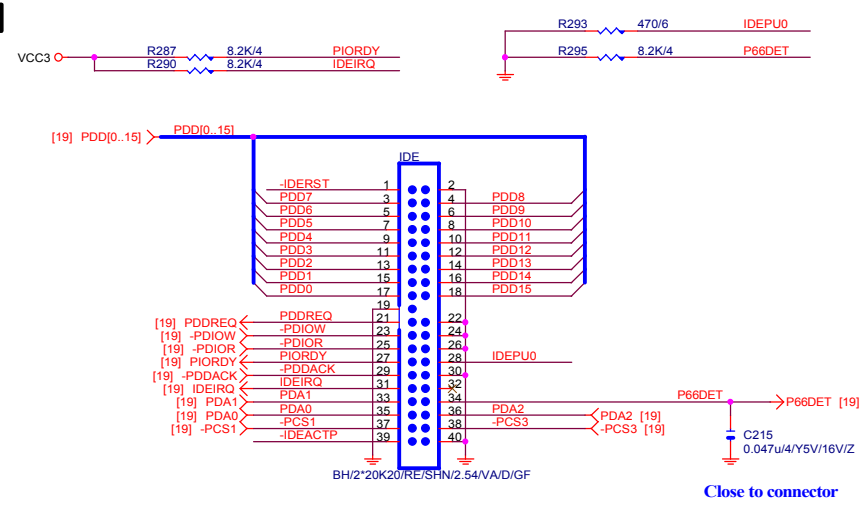 R293 470/6 IDEPU0
R287 8.2K/4 PIORDY
R295 8.2K/4 P66DET
VCC3
R290 8.2K/4 IDEIRQ
[19] PDD[0..15] PDD[0..15]
IDE
-IDERST 1 2
PDD7 3 4 PDD8
PDD6 5 6 PDD9
PDD5 7 8 PDD10
PDD4 9 10 PDD11
PDD3 11 12 PDD12
PDD2 13 14 PDD13
PDD1 15 16 PDD14
PDD0 17 18 PDD15
19
[19] PDDREQ PDDREQ 21 22
[19] -PDIOW -PDIOW 23 24
[19] -PDIOR -PDIOR 25 26
[19] PIORDY PIORDY 27 28 IDEPU0
[19] -PDDACK -PDDACK 29 30
[19] IDEIRQ IDEIRQ 31 32
[19] PDA1 PDA1 33 34 P66DET P66DET [19]
[19] PDA0 PDA0 35 36 PDA2 PDA2 [19]
[19] -PCS1 -PCS1 37 38 -PCS3 -PCS3 [19]
-IDEACTP 39 40
C215
0.047u/4/Y5V/16V/Z
BH/2*20K20/RE/SHN/2.54/VA/D/GF
Close to connector